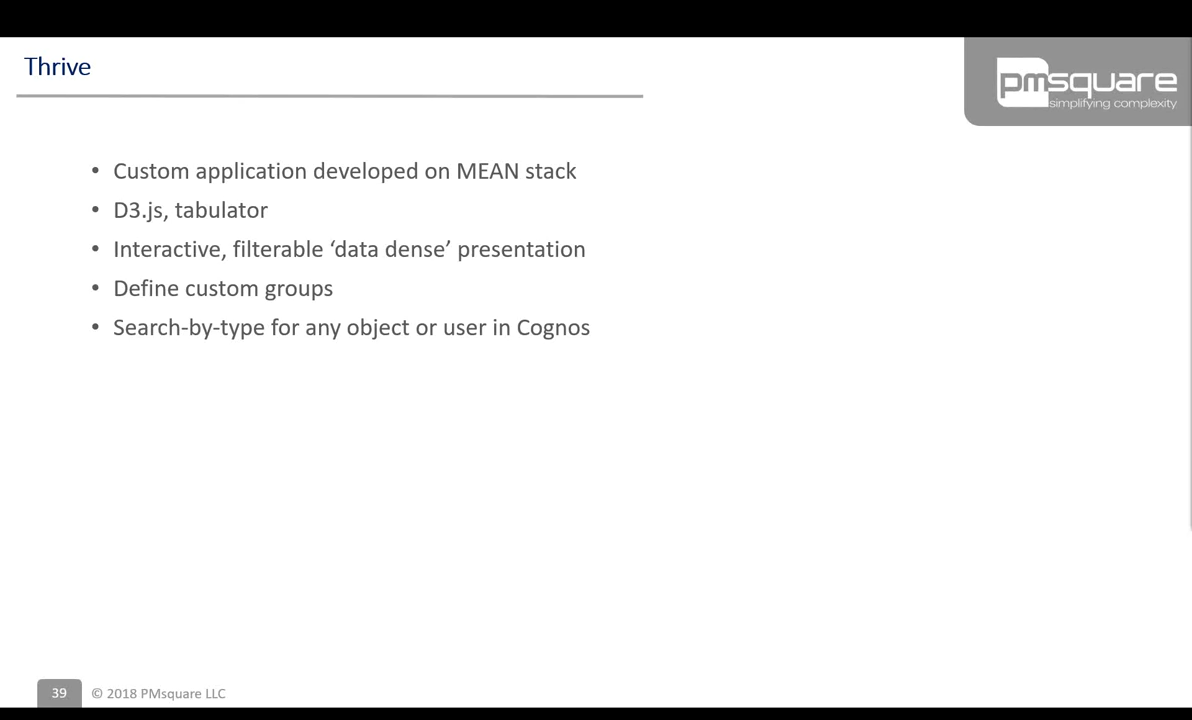 Thrive
pmsquare
simplifying complexity
• Custom application developed on MEAN stack
• D3.js, tabulator
• Interactive, filterable ‘data dense’ presentation
• Define custom groups
• Search-by-type for any object or user in Cognos
39
© 2018 PMsquare LLC